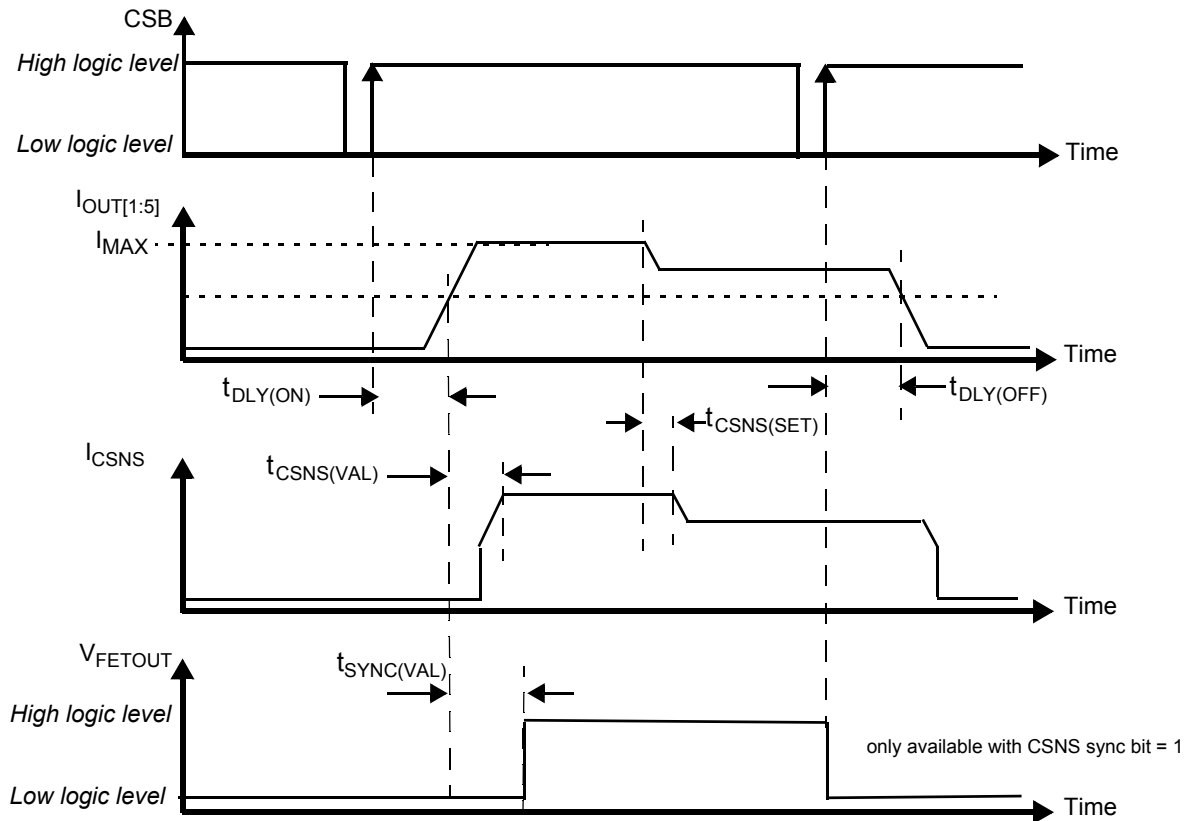 CSB
High logic level
Low logic level
Time
IOUT[1:5]
IMAX
Time
tDLY(ON)
tDLY(OFF)
tCSNS(SET)
ICSNS
tCSNS(VAL)
Time
VFETOUT
tSYNC(VAL)
High logic level
only available with CSNS sync bit = 1
Low logic level
Time